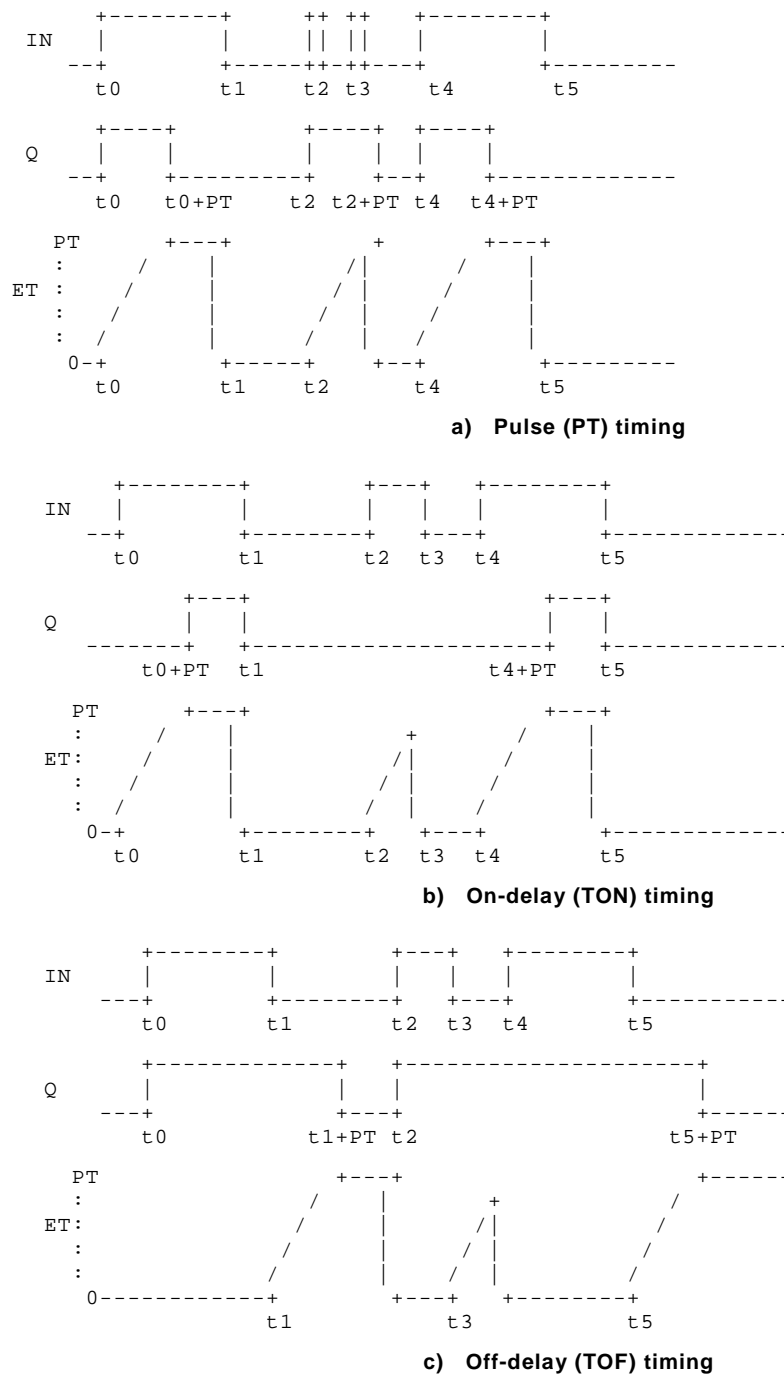 +--------+ ++ ++ +--------+
IN | | || || | |
--+ +-----++-++---+ +---------
t0 t1 t2 t3 t4 t5
+----+ +----+ +----+
Q | | | | | |
--+ +---------+ +--+ +-------------
t0 t0+PT t2 t2+PT t4 t4+PT
PT +---+ + +---+
: / | /| / |
ET : / | / | / |
: / | / | / |
: / | / | / |
0-+ +-----+ +--+ +---------
t0 t1 t2 t4 t5
a) Pulse (PT) timing
+--------+ +---+ +--------+
IN | | | | | |
--+ +--------+ +---+ +-------------
t0 t1 t2 t3 t4 t5
+---+ +---+
Q | | | |
-------+ +---------------------+ +-------------
t0+PT t1 t4+PT t5
PT +---+ +---+
: / | + / |
ET: / | /| / |
: / | / | / |
: / | / | / |
0-+ +--------+ +---+ +-------------
t0 t1 t2 t3 t4 t5
b) On-delay (TON) timing
+--------+ +---+ +--------+
IN | | | | | |
---+ +--------+ +---+ +-----------
t0 t1 t2 t3 t4 t5
+-------------+ +---------------------+
Q | | | |
---+ +---+ +------
t0 t1+PT t2 t5+PT
PT +---+ +------
: / | + /
ET: / | /| /
: / | / | /
: / | / | /
0------------+ +---+ +--------+
t1 t3 t5
c) Off-delay (TOF) timing